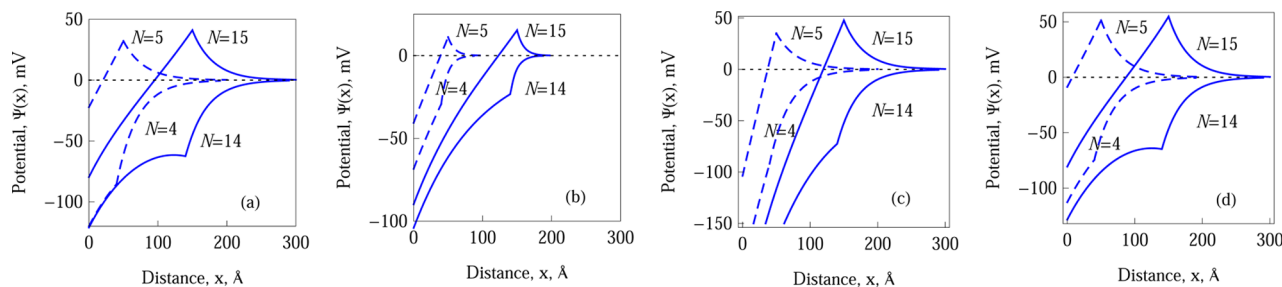 Potential, Ψ(x), mV
50
0
−50
−100
0
100
200
300
Distance, x, Å
N=5
N=15
N=4
N=14
(a)
Potential, Ψ(x), mV
0
−50
−100
0
100
200
300
Distance, x, Å
N=5
N=15
N=4
N=14
(b)
Potential, Ψ(x), mV
50
0
−50
−100
−150
0
100
200
300
Distance, x, Å
N=5
N=15
N=4
N=14
(c)
Potential, Ψ(x), mV
50
0
−50
−100
0
100
200
300
Distance, x, Å
N=5
N=15
N=4
N=14
(d)